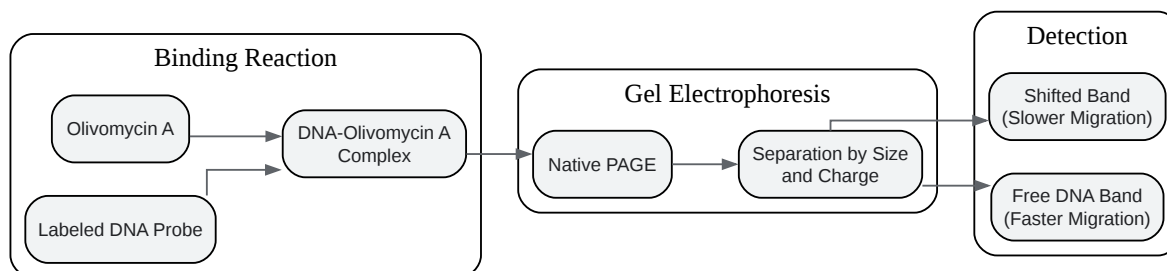 Binding Reaction
Olivomycin A
Labeled DNA Probe
DNA-Olivomycin A
Complex
Gel Electrophoresis
Native PAGE
Separation by Size
and Charge
Detection
Shifted Band
(Slower Migration)
Free DNA Band
(Faster Migration)